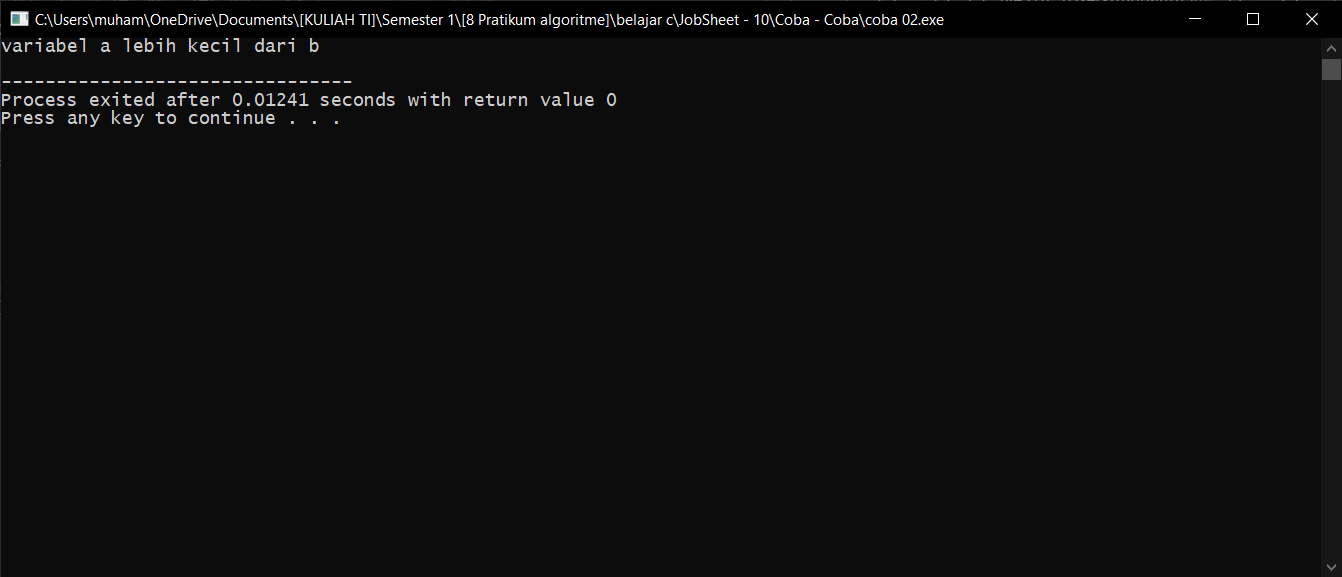 C:\Users\muham\OneDrive\Documents\[KULIAH TI]\Semester 1\[8 Pratikum algoritme]\belajar c\JobSheet - 10\Coba - Coba\coba 02.exe
variabel a lebih kecil dari b
--------------------------------
Process exited after 0.01241 seconds with return value 0
Press any key to continue . . .